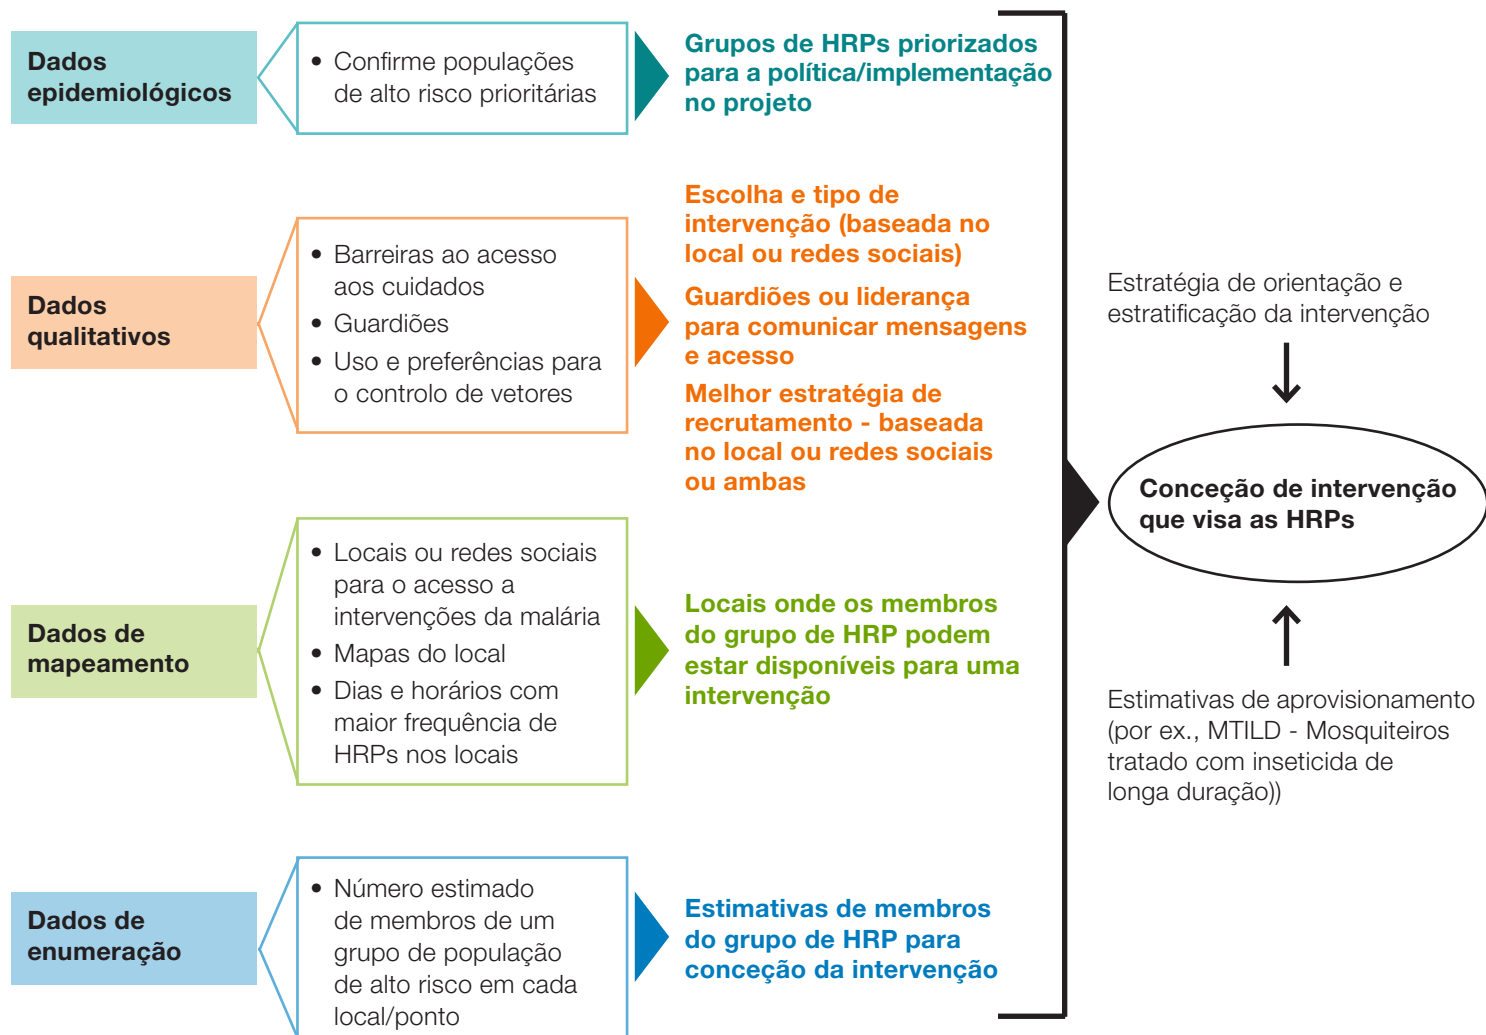 Dados
epidemiológicos
• Confirme populações
de alto risco prioritárias
Grupos de HRPs priorizados
para a política/implementação
no projeto
Dados
qualitativos
• Barreiras ao acesso
aos cuidados
• Guardiões
• Uso e preferências para
o controlo de vetores
Escolha e tipo de
intervenção (baseada no
local ou redes sociais)
Guardiões ou liderança
para comunicar mensagens
e acesso
Melhor estratégia de
recrutamento - baseada
no local ou redes sociais
ou ambas
Dados de
mapeamento
• Locais ou redes sociais
para o acesso a
intervenções da malária
• Mapas do local
• Dias e horários com
maior frequência de
HRPs nos locais
Locais onde os membros
do grupo de HRP podem
estar disponíveis para uma
intervenção
Dados de
enumeração
• Número estimado
de membros de um
grupo de população
de alto risco em cada
local/ponto
Estimativas de membros
do grupo de HRP para
conceção da intervenção
Estratégia de orientação e
estratificação da intervenção
Conceção de intervenção
que visa as HRPs
Estimativas de aprovisionamento
(por ex., MTILD - Mosquiteiros
tratado com inseticida de
longa duração))